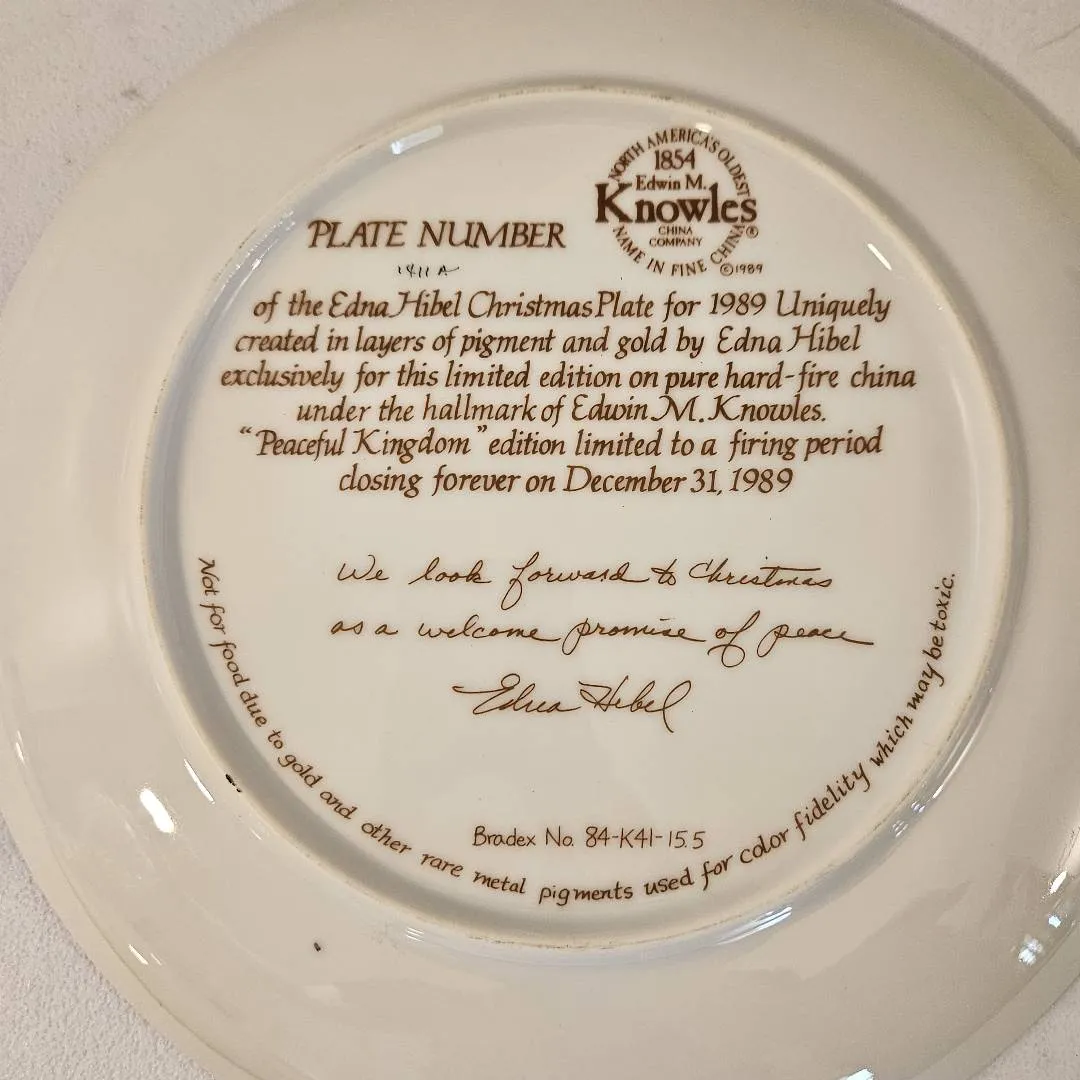 NORTH AMERICA'S OLDEST
1854
Edwin M.
Knowles®
CHINA
COMPANY
NAME IN FINE CHINA
©1989
PLATE NUMBER
1411 A
of the Edna Hibel Christmas Plate for 1989 Uniquely
created in layers of pigment and gold by Edna Hibel
exclusively for this limited edition on pure hard-fire china
under the hallmark of Edwin M. Knowles.
“Peaceful Kingdom” edition limited to a firing period
closing forever on December 31, 1989
We look forward to Christmas
as a welcome promise of peace
Edna Hibel
Bradex No. 84-K41-15.5
Not for food due to gold and other rare metal pigments used for color fidelity which may be toxic.